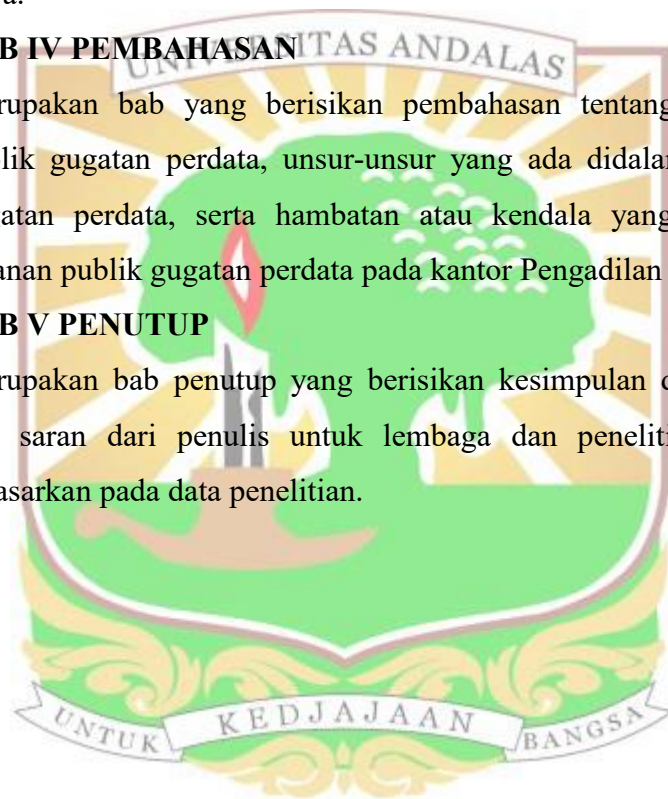 B IV PEMBAHASAN
UNIVERSITAS ANDALAS
rupakan bab yang berisikan pembahasan tentang
lik gugatan perdata, unsur-unsur yang ada didalar
gatan perdata, serta hambatan atau kendala yang
anan publik gugatan perdata pada kantor Pengadilan
B V PENUTUP
rupakan bab penutup yang berisikan kesimpulan d
saran dari penulis untuk lembaga dan peneliti
asarkan pada data penelitian.
UNTUK KEDJAJAAN BANGSA